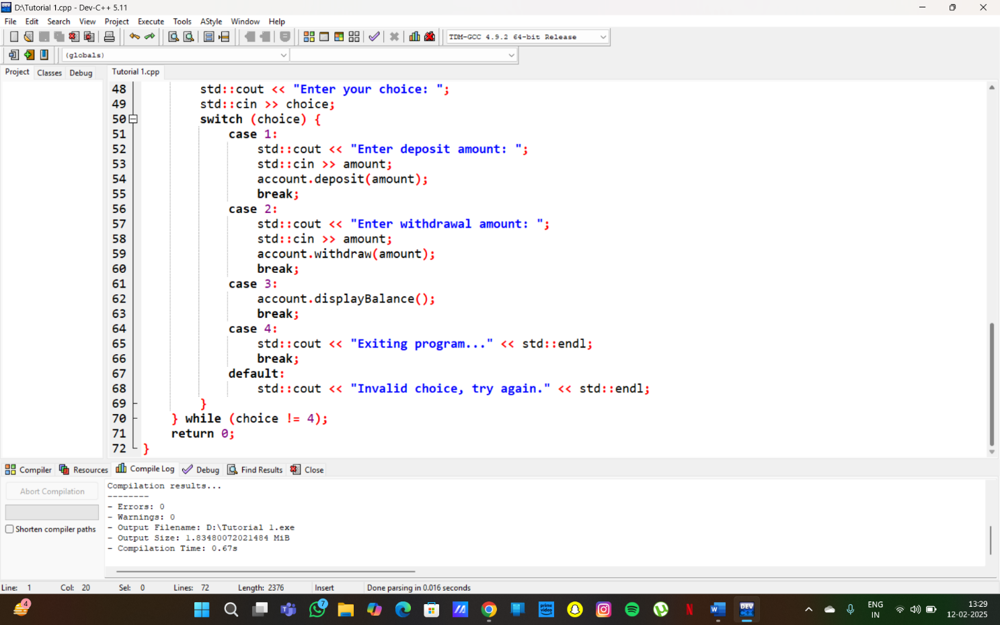 D:\Tutorial 1.cpp - Dev-C++ 5.11
File Edit Search View Project Execute Tools AStyle Window Help
TDM-GCC 4.9.2 64-bit Release
(globals)
Project Classes Debug Tutorial 1.cpp
48 std::cout << "Enter your choice: ";
49 std::cin >> choice;
50 switch (choice) {
51 case 1:
52 std::cout << "Enter deposit amount: ";
53 std::cin >> amount;
54 account.deposit(amount);
55 break;
56 case 2:
57 std::cout << "Enter withdrawal amount: ";
58 std::cin >> amount;
59 account.withdraw(amount);
60 break;
61 case 3:
62 account.displayBalance();
63 break;
64 case 4:
65 std::cout << "Exiting program..." << std::endl;
66 break;
67 default:
68 std::cout << "Invalid choice, try again." << std::endl;
69 }
70 } while (choice != 4);
71 return 0;
72 }
Compiler Resources Compile Log Debug Find Results Close
Abort Compilation
Shorten compiler paths
Compilation results...
--------
- Errors: 0
- Warnings: 0
- Output Filename: D:\Tutorial 1.exe
- Output Size: 1.83480072021484 MiB
- Compilation Time: 0.67s
Line: 1 Col: 20 Sel: 0 Lines: 72 Length: 2376 Insert Done parsing in 0.016 seconds
4
7
prime video
W
DEV
ENG
IN
13:29
12-02-2025